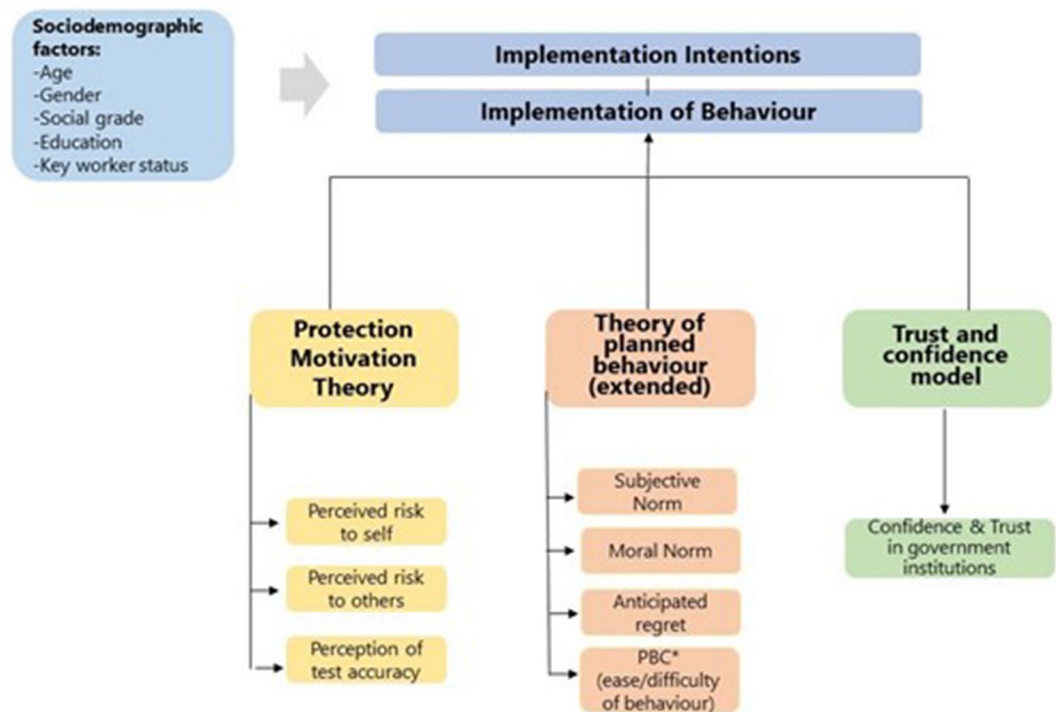 Sociodemographic
factors:
-Age
-Gender
-Social grade
-Education
-Key worker status
Implementation Intentions
Implementation of Behaviour
Protection
Motivation
Theory
Perceived risk
to self
Perceived risk
to others
Perception of
test accuracy
Theory of
planned
behaviour
(extended)
Subjective
Norm
Moral Norm
Anticipated
regret
PBC*
(ease/difficulty
of behaviour)
Trust and
confidence
model
Confidence & Trust
in government
institutions